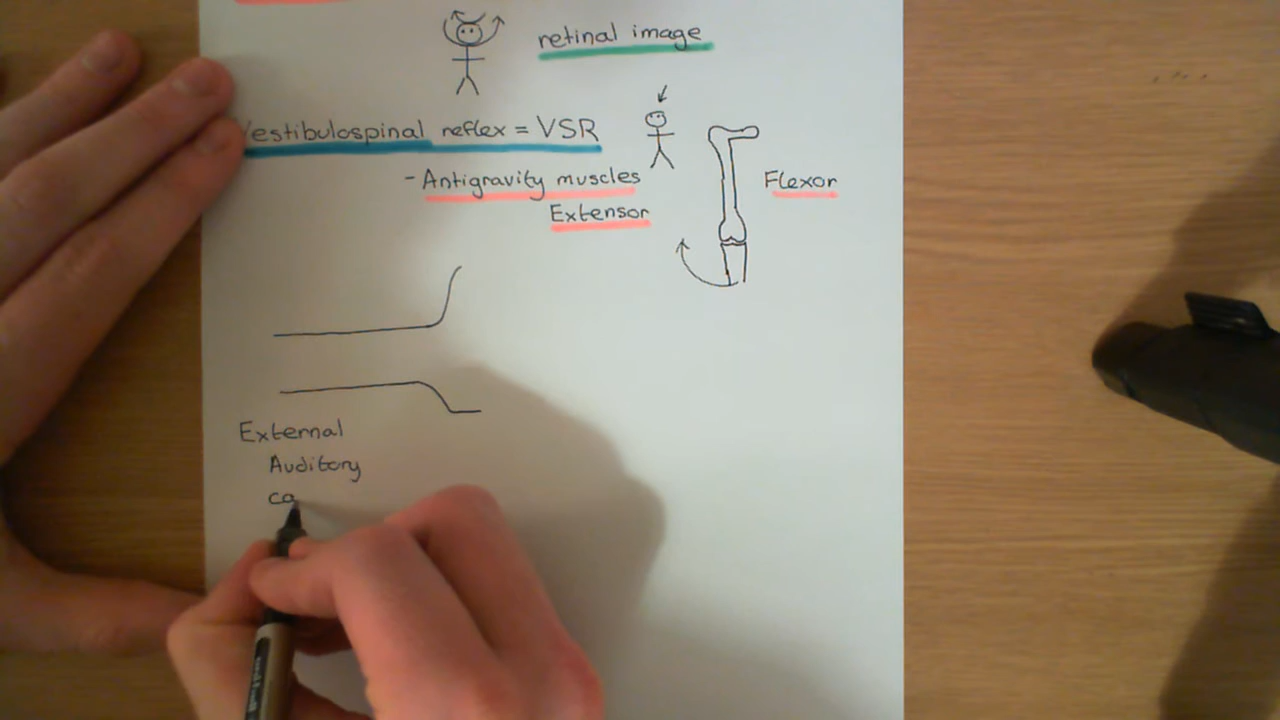 retinal image
Vestibulospinal reflex = VSR
- Antigravity muscles
Flexor
Extensor
External
Auditory
ca